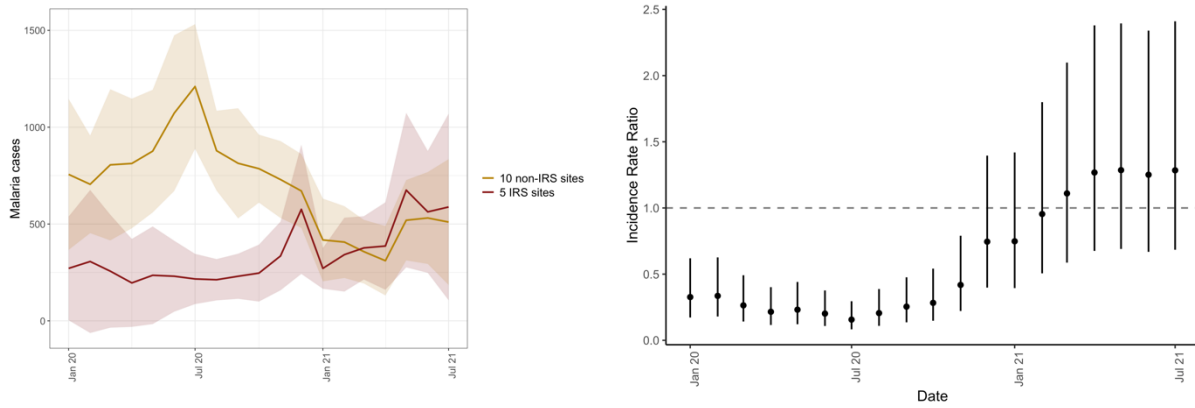 Malaria cases
1500
1000
500
0
Jan 20
Jul 20
Jan 21
Jul 21
10 non-IRS sites
5 IRS sites
Incidence Rate Ratio
2.5
2.0
1.5
1.0
0.5
0.0
Jan 20
Jul 20
Jan 21
Jul 21
Date